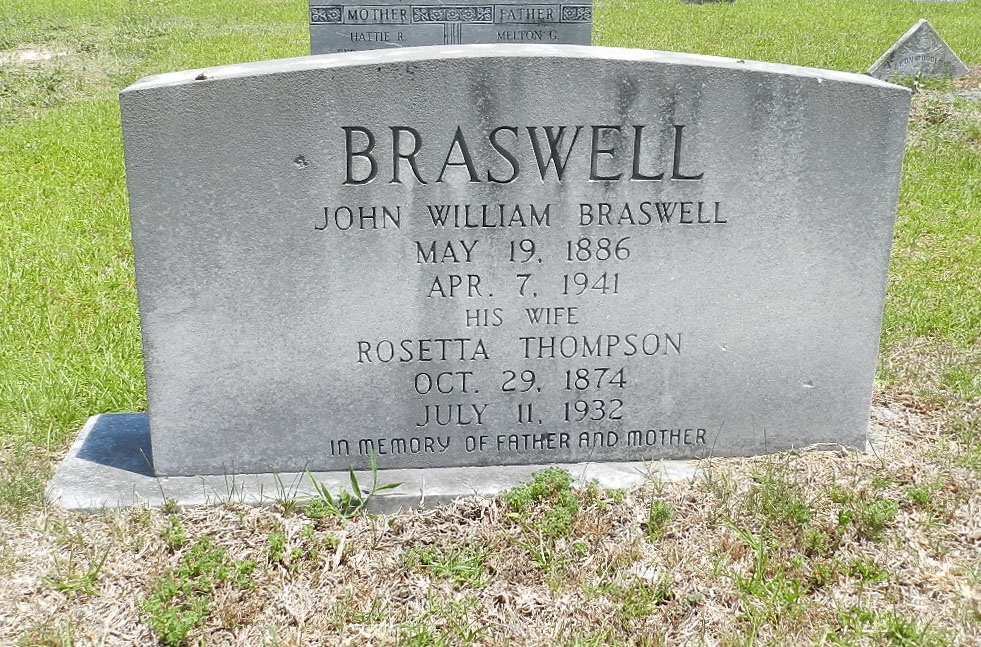 MOTHER FATHER
HATTIE R. MELTON G.
BRASWELL
JOHN WILLIAM BRASWELL
MAY 19, 1886
APR. 7, 1941
HIS WIFE
ROSETTA THOMPSON
OCT. 29, 1874
JULY 11, 1932
IN MEMORY OF FATHER AND MOTHER